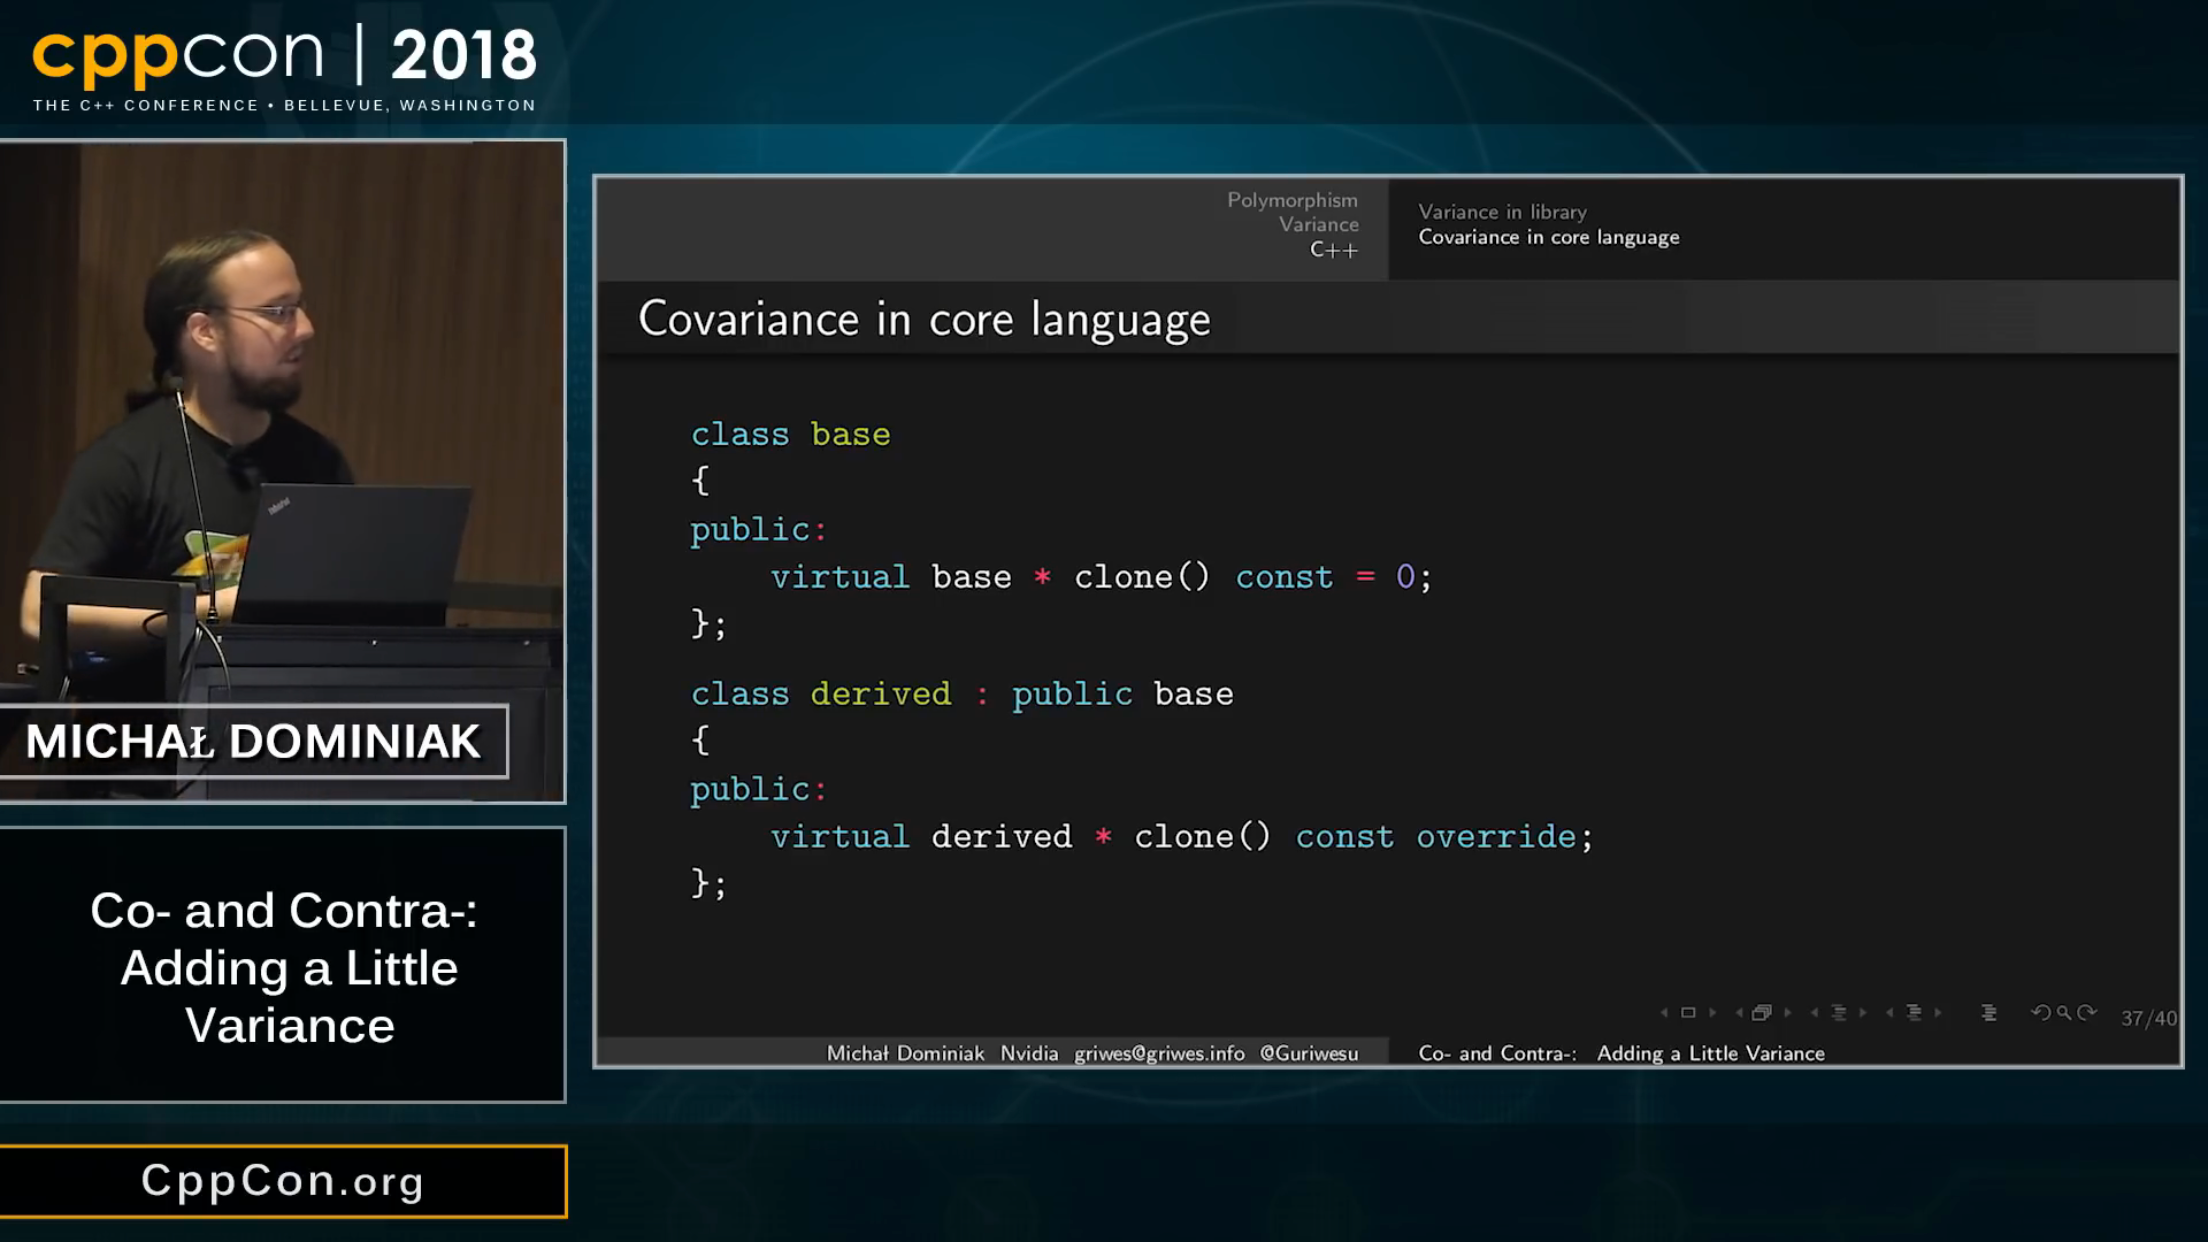 cppcon | 2018
THE C++ CONFERENCE • BELLEVUE, WASHINGTON
MICHAŁ DOMINIAK
Co- and Contra-:
Adding a Little
Variance
CppCon.org
Polymorphism
Variance
C++
Variance in library
Covariance in core language
Covariance in core language
class base
{
public:
virtual base * clone() const = 0;
};
class derived : public base
{
public:
virtual derived * clone() const override;
};
37/40
Michał Dominiak Nvidia griwes@griwes.info @Guriwesu
Co- and Contra-: Adding a Little Variance